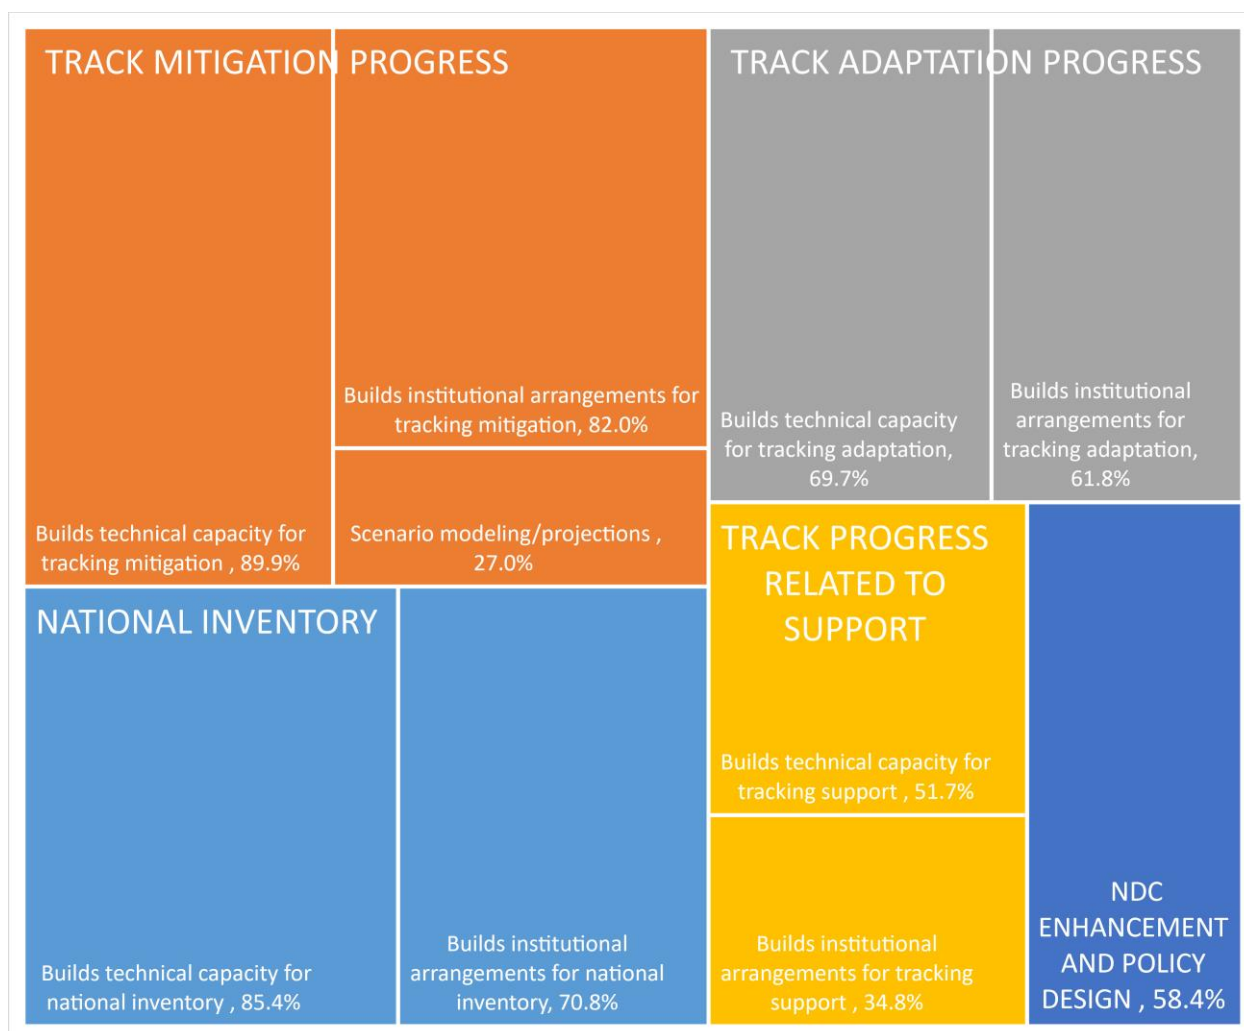 TRACK MITIGATION PROGRESS
Builds technical capacity for
tracking mitigation , 89.9%
Builds institutional arrangements for
tracking mitigation, 82.0%
Scenario modeling/projections ,
27.0%
TRACK ADAPTATION PROGRESS
Builds technical capacity
for tracking adaptation,
69.7%
Builds institutional
arrangements for
tracking adaptation,
61.8%
NATIONAL INVENTORY
Builds technical capacity for
national inventory , 85.4%
Builds institutional
arrangements for national
inventory, 70.8%
TRACK PROGRESS
RELATED TO
SUPPORT
Builds technical capacity for
tracking support , 51.7%
Builds institutional
arrangements for tracking
support , 34.8%
NDC
ENHANCEMENT
AND POLICY
DESIGN , 58.4%